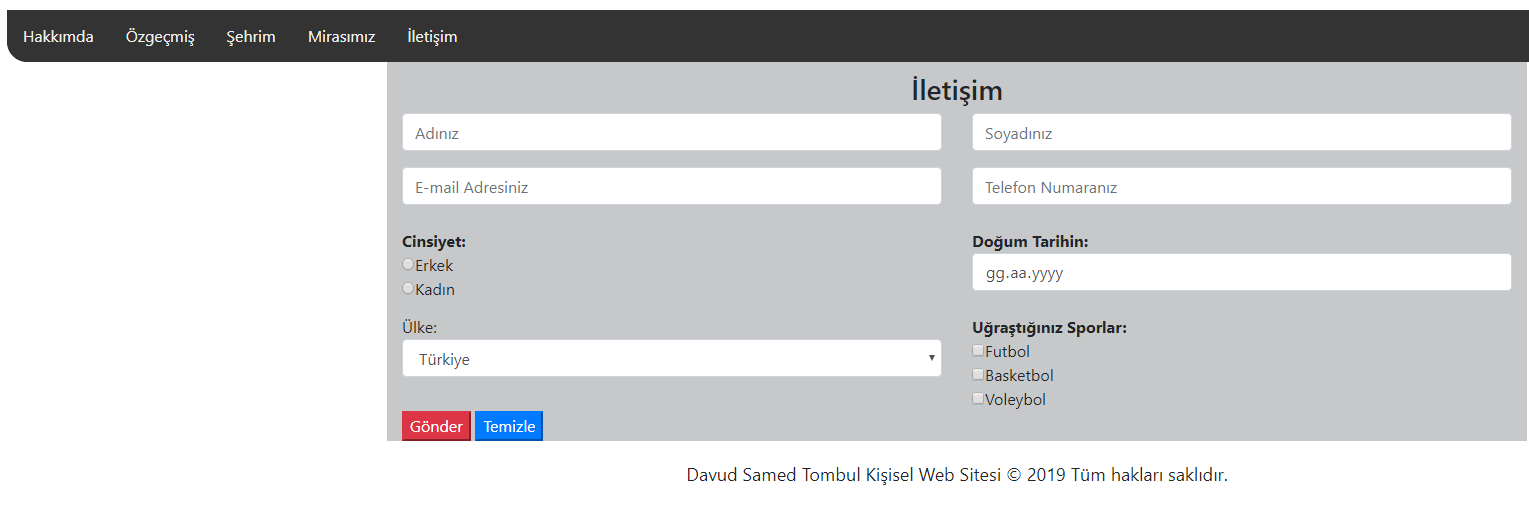 Hakkımda Özgeçmiş Şehrim Mirasımız İletişim
İletişim
Adınız Soyadınız
E-mail Adresiniz Telefon Numaranız
Cinsiyet: Doğum Tarihin:
Erkek gg.aa.yyyy
Kadın
Ülke: Uğraştığınız Sporlar:
Türkiye Futbol
Basketbol
Voleybol
Gönder Temizle
Davud Samed Tombul Kişisel Web Sitesi © 2019 Tüm hakları saklıdır.